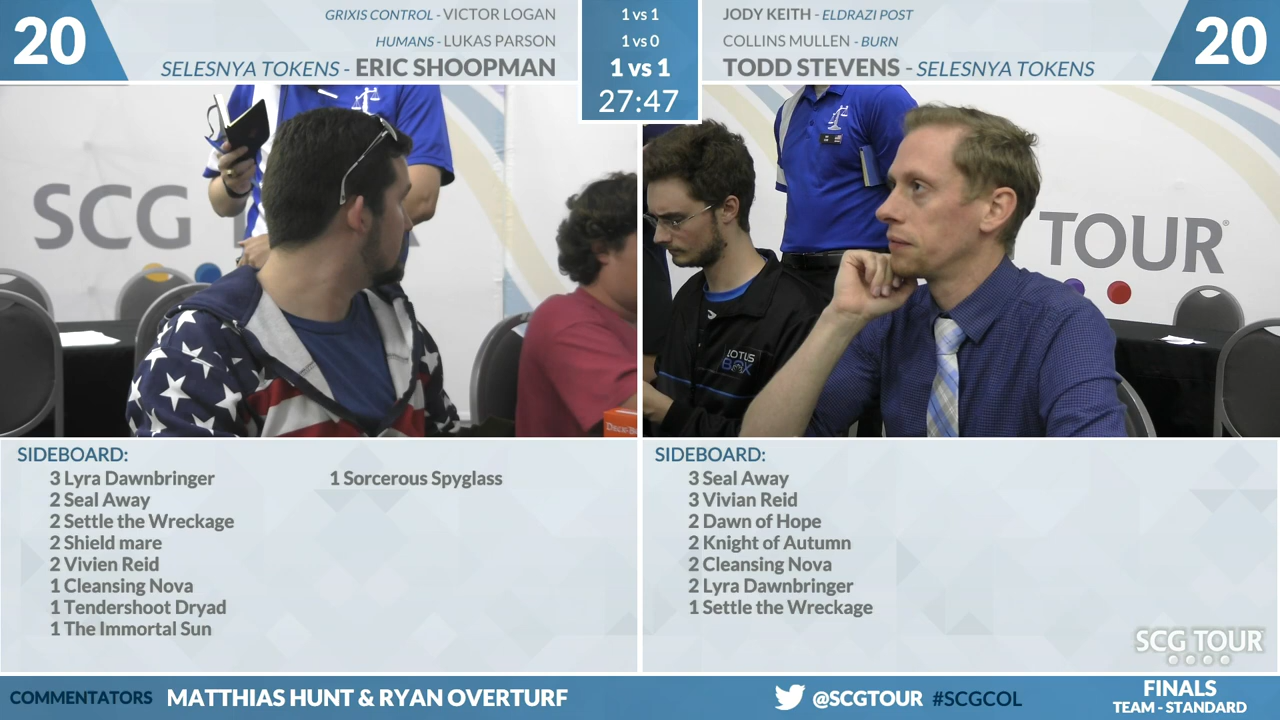 20
GRIXIS CONTROL - VICTOR LOGAN
1 vs 1
JODY KEITH - ELDRAZI POST
20
HUMANS - LUKAS PARSON
1 vs 0
COLLINS MULLEN - BURN
SELESNYA TOKENS - ERIC SHOOPMAN
1 vs 1
TODD STEVENS - SELESNYA TOKENS
27:47
SCG
TOUR®
LOTUS
BOX
SIDEBOARD:
3 Lyra Dawnbringer
2 Seal Away
2 Settle the Wreckage
2 Shield mare
2 Vivien Reid
1 Cleansing Nova
1 Tendershoot Dryad
1 The Immortal Sun
1 Sorcerous Spyglass
SIDEBOARD:
3 Seal Away
3 Vivian Reid
2 Dawn of Hope
2 Knight of Autumn
2 Cleansing Nova
2 Lyra Dawnbringer
1 Settle the Wreckage
SCG TOUR
COMMENTATORS MATTHIAS HUNT & RYAN OVERTURF
@SCGTOUR #SCGCOL
FINALS
TEAM - STANDARD